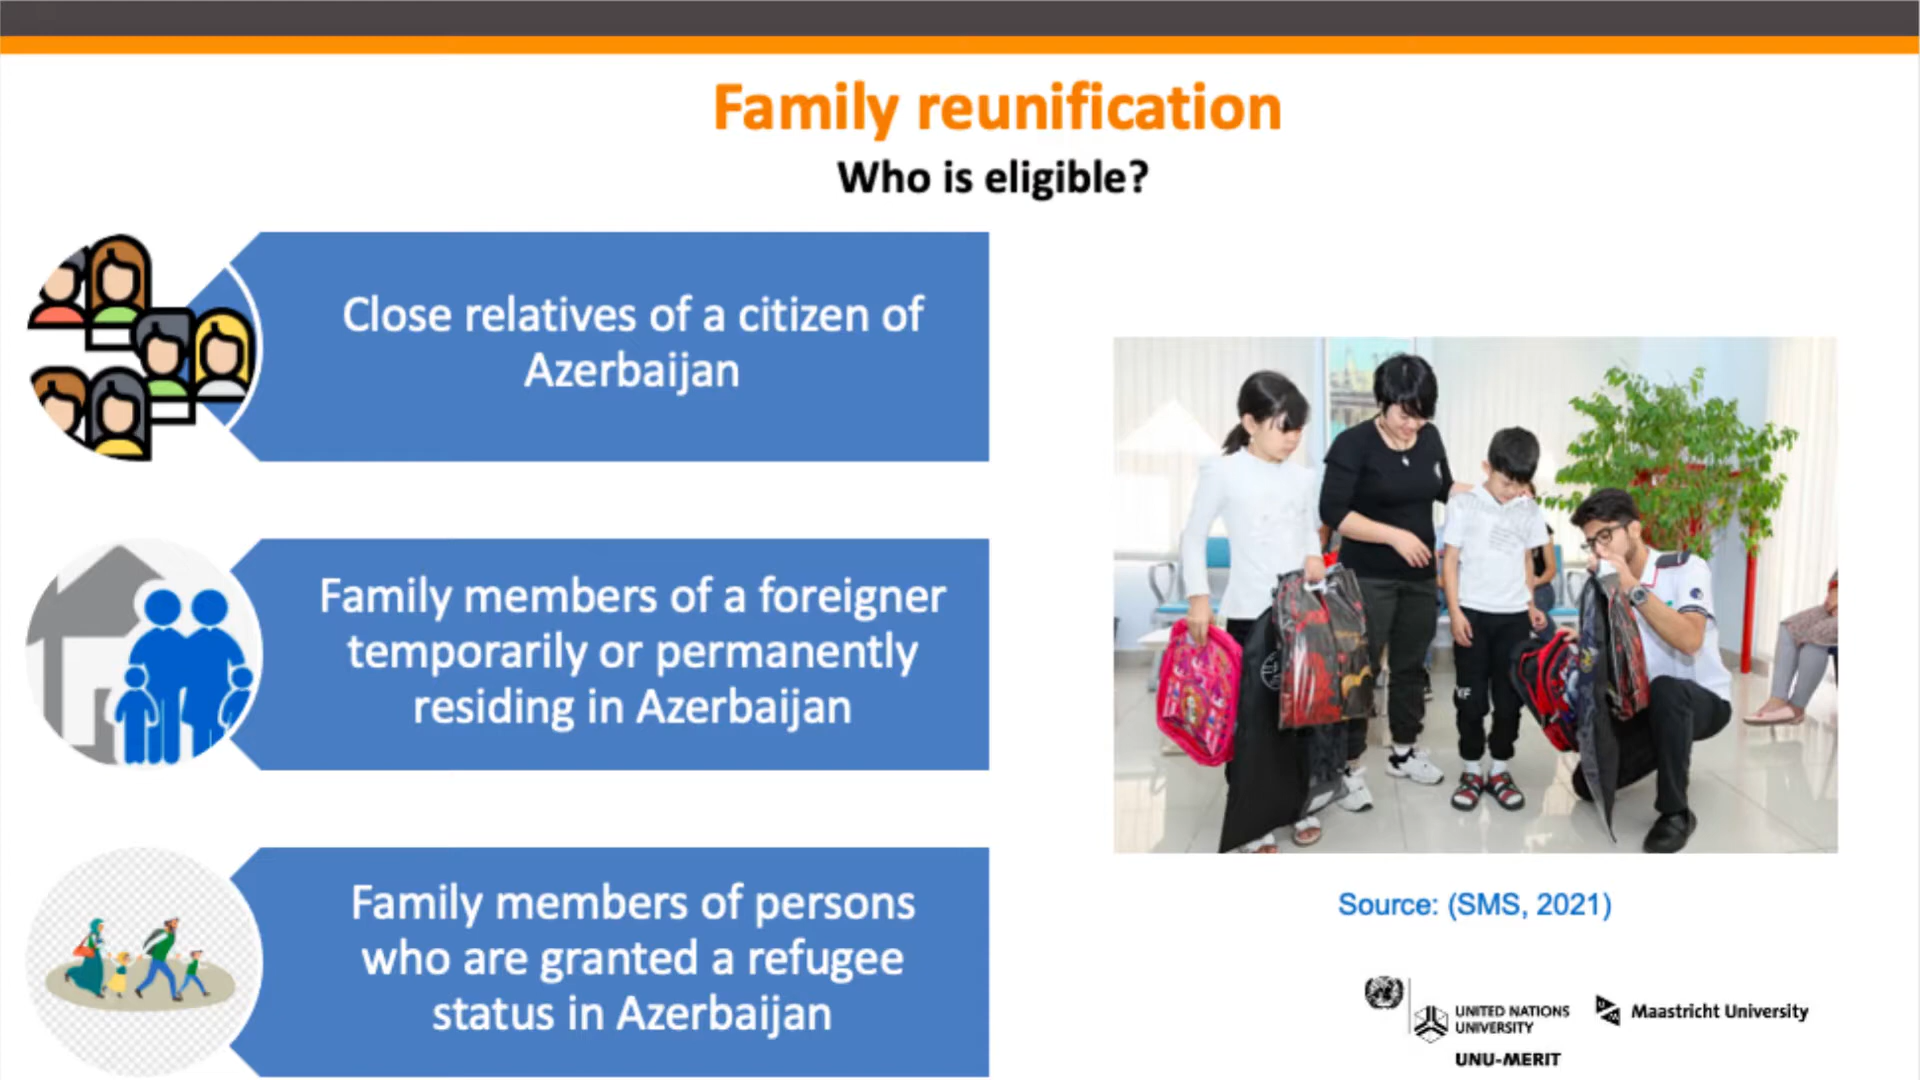 Family reunification
Who is eligible?
Close relatives of a citizen of
Azerbaijan
Family members of a foreigner
temporarily or permanently
residing in Azerbaijan
Family members of persons
who are granted a refugee
status in Azerbaijan
Source: (SMS, 2021)
UNITED NATIONS
UNIVERSITY
UNU-MERIT
Maastricht University